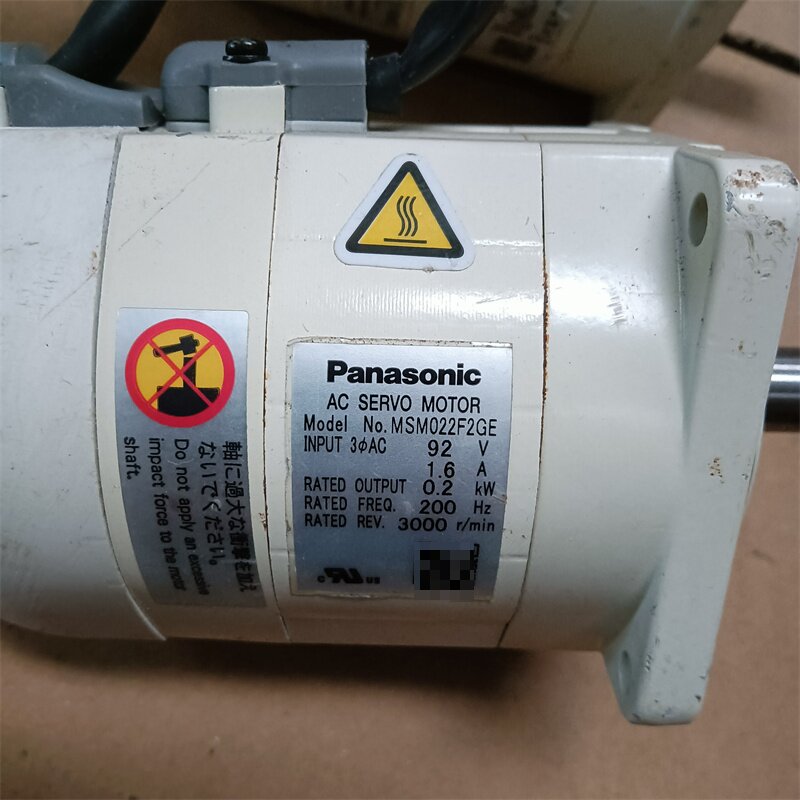 Panasonic
AC SERVO MOTOR
Model No. MSM022F2GE
INPUT 3φAC 92 V
1.6 A
RATED OUTPUT 0.2 kW
RATED FREQ. 200 Hz
RATED REV. 3000 r/min
c RU us
軸に過大な衝撃を加え
ないでください。
Do not apply an excessive
impact force to the motor
shaft.